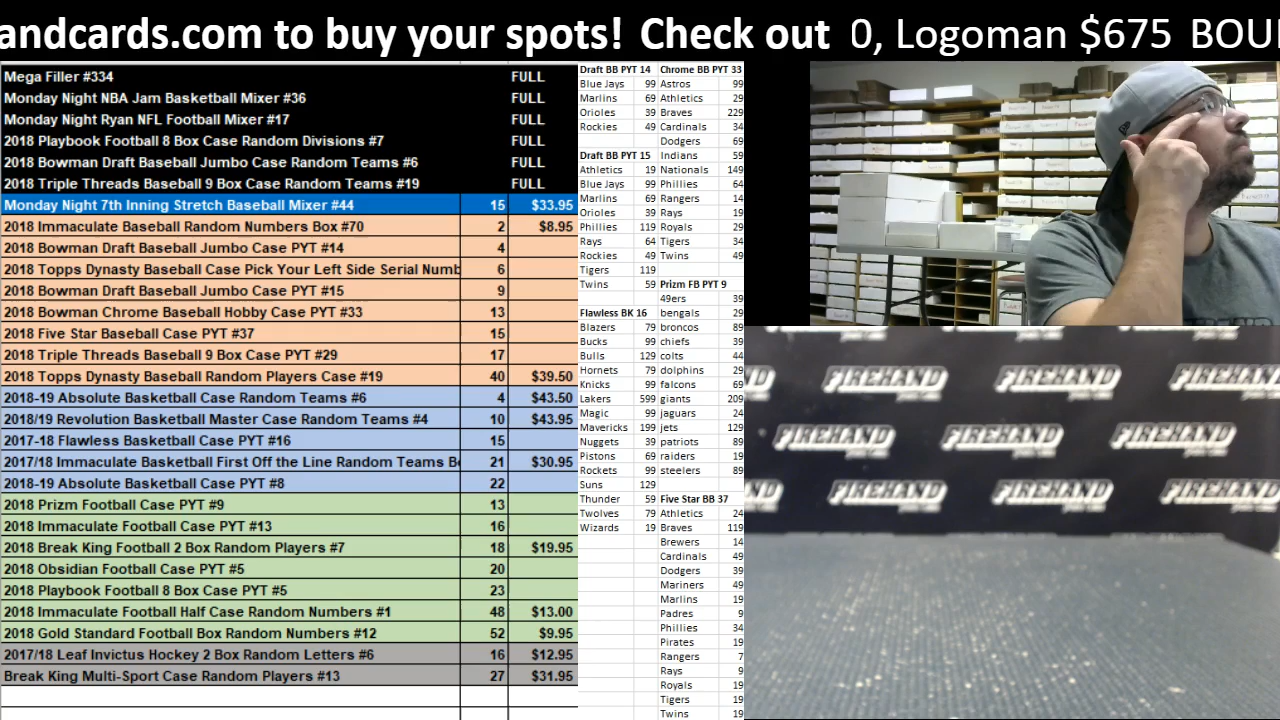 andcards.com to buy your spots! Check out 0, Logoman $675 BOU
Mega Filler #334 FULL
Monday Night NBA Jam Basketball Mixer #36 FULL
Monday Night Ryan NFL Football Mixer #17 FULL
2018 Playbook Football 8 Box Case Random Divisions #7 FULL
2018 Bowman Draft Baseball Jumbo Case Random Teams #6 FULL
2018 Triple Threads Baseball 9 Box Case Random Teams #19 FULL
Monday Night 7th Inning Stretch Baseball Mixer #44 15 $33.95
2018 Immaculate Baseball Random Numbers Box #70 2 $8.95
2018 Bowman Draft Baseball Jumbo Case PYT #14 4
2018 Topps Dynasty Baseball Case Pick Your Left Side Serial Numb 6
2018 Bowman Draft Baseball Jumbo Case PYT #15 9
2018 Bowman Chrome Baseball Hobby Case PYT #33 13
2018 Five Star Baseball Case PYT #37 15
2018 Triple Threads Baseball 9 Box Case PYT #29 17
2018 Topps Dynasty Baseball Random Players Case #19 40 $39.50
2018-19 Absolute Basketball Case Random Teams #6 4 $43.50
2018/19 Revolution Basketball Master Case Random Teams #4 10 $43.95
2017-18 Flawless Basketball Case PYT #16 15
2017/18 Immaculate Basketball First Off the Line Random Teams B 21 $30.95
2018-19 Absolute Basketball Case PYT #8 22
2018 Prizm Football Case PYT #9 13
2018 Immaculate Football Case PYT #13 16
2018 Break King Football 2 Box Random Players #7 18 $19.95
2018 Obsidian Football Case PYT #5 20
2018 Playbook Football 8 Box Case PYT #5 23
2018 Immaculate Football Half Case Random Numbers #1 48 $13.00
2018 Gold Standard Football Box Random Numbers #12 52 $9.95
2017/18 Leaf Invictus Hockey 2 Box Random Letters #6 16 $12.95
Break King Multi-Sport Case Random Players #13 27 $31.95
Draft BB PYT 14
Blue Jays 99
Marlins 69
Orioles 39
Rockies 49
Draft BB PYT 15
Athletics 19
Blue Jays 99
Marlins 69
Orioles 39
Phillies 119
Rays 64
Rockies 49
Tigers 119
Twins 59
Flawless BK 16
Blazers 79
Bucks 99
Bulls 129
Hornets 79
Knicks 99
Lakers 599
Magic 99
Mavericks 199
Nuggets 39
Pistons 69
Rockets 99
Suns 129
Thunder 59
Twolves 79
Wizards 19
Chrome BB PYT 33
Astros 99
Athletics 29
Braves 229
Cardinals 34
Dodgers 69
Indians 59
Nationals 149
Phillies 64
Rangers 14
Rays 19
Royals 29
Tigers 34
Twins 49
Prizm FB PYT 9
49ers 39
bengals 29
broncos 89
chiefs 39
colts 44
dolphins 29
falcons 69
giants 209
jaguars 24
jets 129
patriots 89
raiders 19
steelers 89
Five Star BB 37
Athletics 24
Braves 119
Brewers 14
Cardinals 49
Dodgers 39
Mariners 49
Marlins 19
Padres 9
Phillies 34
Pirates 19
Rangers 7
Rays 9
Royals 19
Tigers 19
Twins 19
FIREHAND FIREHAND FIREHAND
FIREHAND FIREHAND FIREHAND
FIREHAND FIREHAND FIREHAND